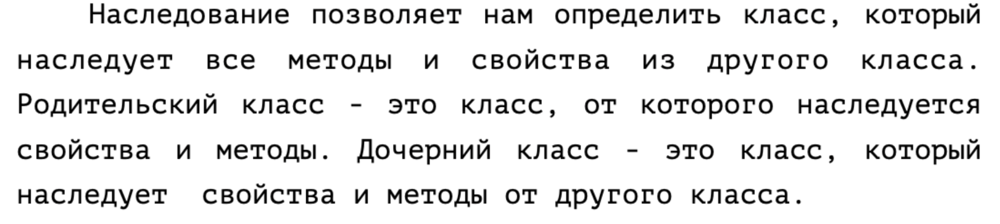 Наследование позволяет нам определить класс, который
наследует все методы и свойства из другого класса.
Родительский класс - это класс, от которого наследуется
свойства и методы. Дочерний класс - это класс, который
наследует свойства и методы от другого класса.